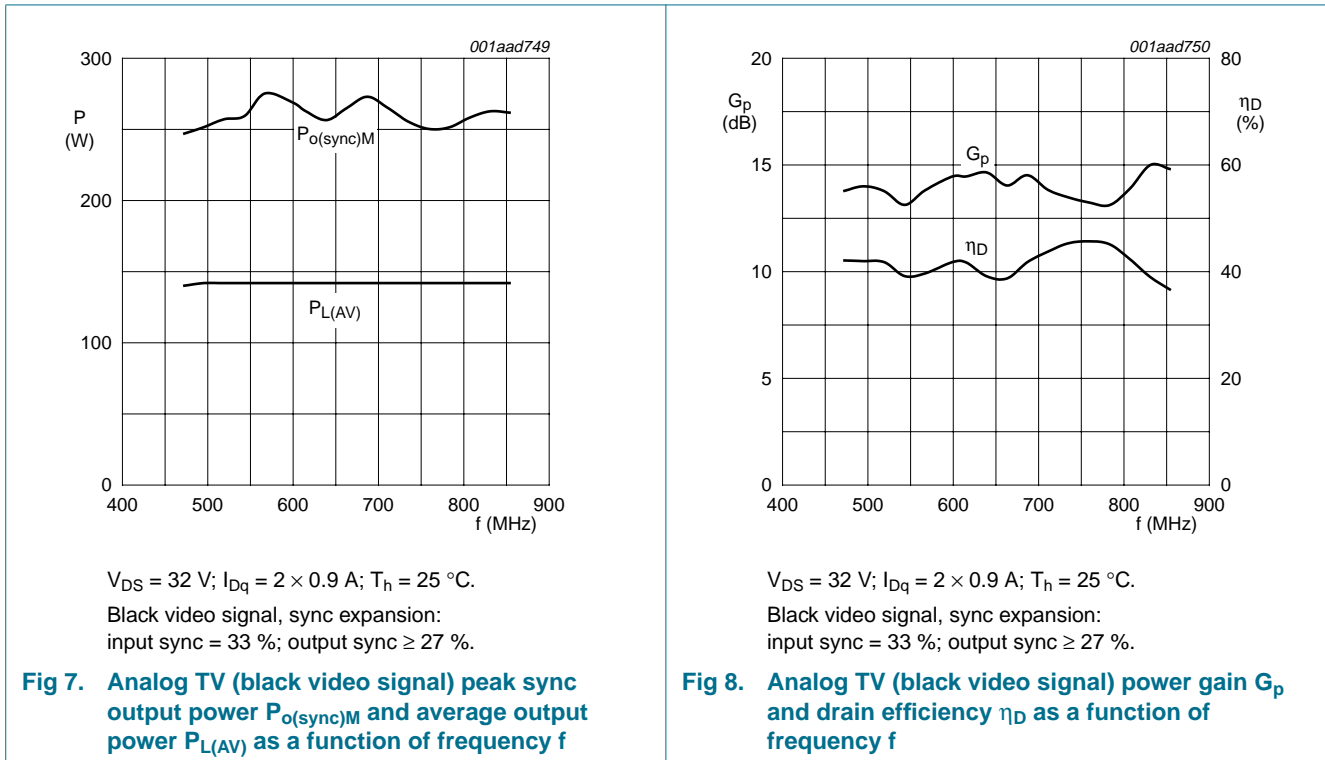 001aad749
300
P
(W)
200
100
0
400 500 600 700 800 900
f (MHz)
Po(sync)M
PL(AV)
VDS = 32 V; IDq = 2 × 0.9 A; Th = 25 °C.
Black video signal, sync expansion:
input sync = 33 %; output sync ≥ 27 %.
Fig 7. Analog TV (black video signal) peak sync
output power Po(sync)M and average output
power PL(AV) as a function of frequency f
001aad750
20
Gp
(dB)
15
10
5
0
80
ηD
(%)
60
40
20
0
400 500 600 700 800 900
f (MHz)
Gp
ηD
VDS = 32 V; IDq = 2 × 0.9 A; Th = 25 °C.
Black video signal, sync expansion:
input sync = 33 %; output sync ≥ 27 %.
Fig 8. Analog TV (black video signal) power gain Gp
and drain efficiency ηD as a function of
frequency f